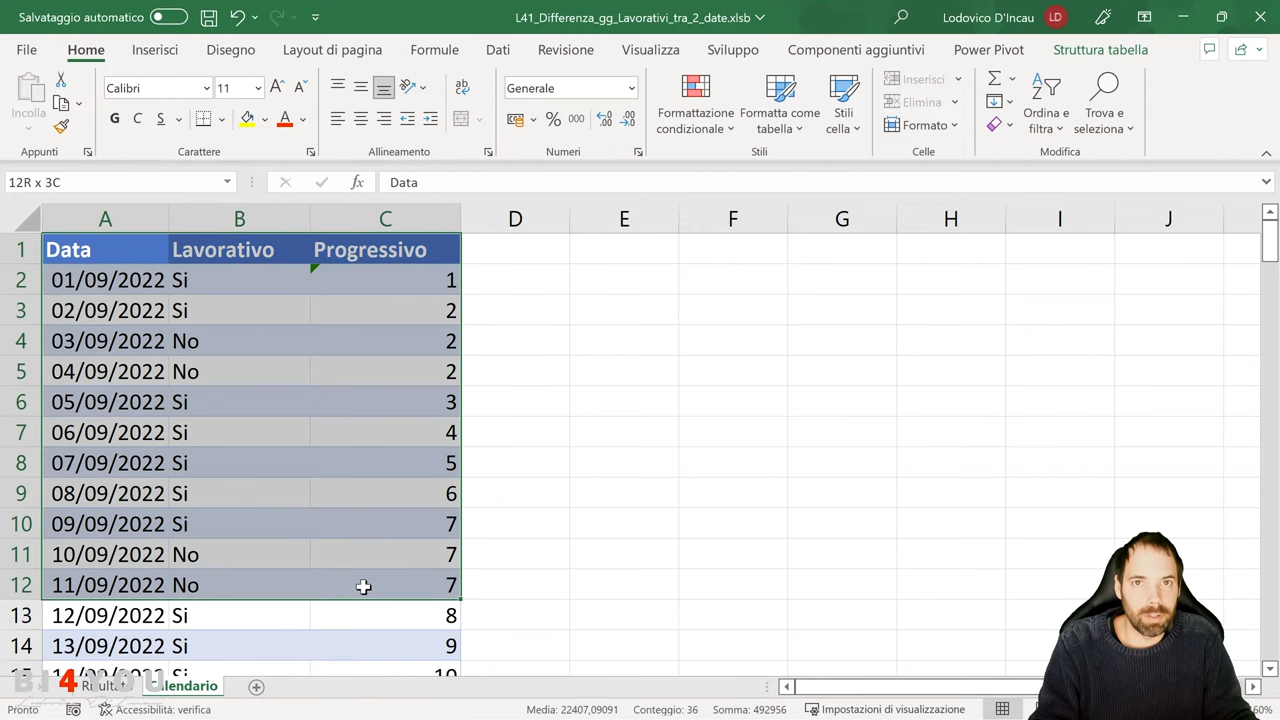 Salvataggio automatico
L41_Differenza_gg_Lavorativi_tra_2_date.xlsb
Lodovico D'Incau
LD
File
Home
Inserisci
Disegno
Layout di pagina
Formule
Dati
Revisione
Visualizza
Sviluppo
Componenti aggiuntivi
Power Pivot
Struttura tabella
Incolla
Appunti
Calibri
11
G C S
Carattere
Allineamento
Generale
% 000
Numeri
Formattazione condizionale
Formatta come tabella
Stili cella
Stili
Inserisci
Elimina
Formato
Celle
Ordina e filtra
Trova e seleziona
Modifica
12R x 3C
fx
Data
A B C D E F G H I J
1 Data Lavorativo Progressivo
2 01/09/2022 Si 1
3 02/09/2022 Si 2
4 03/09/2022 No 2
5 04/09/2022 No 2
6 05/09/2022 Si 3
7 06/09/2022 Si 4
8 07/09/2022 Si 5
9 08/09/2022 Si 6
10 09/09/2022 Si 7
11 10/09/2022 No 7
12 11/09/2022 No 7
13 12/09/2022 Si 8
14 13/09/2022 Si 9
BI4YOU
Calendario
Pronto
Accessibilità: verifica
Media: 22407,09091
Conteggio: 36
Somma: 492956
Impostazioni di visualizzazione